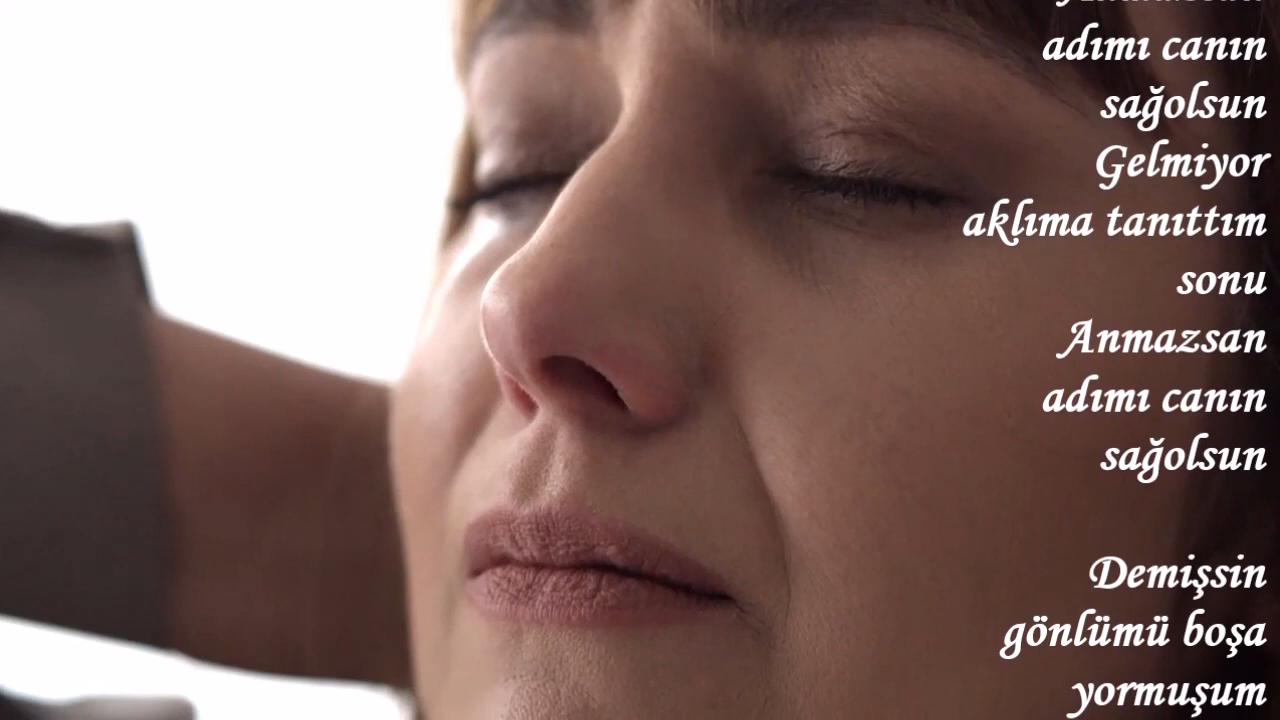 adımı canın
sağolsun
Gelmiyor
aklıma tanıttım
sonu
Anmazsan
adımı canın
sağolsun
Demişsin
gönlümü boşa
yormuşum